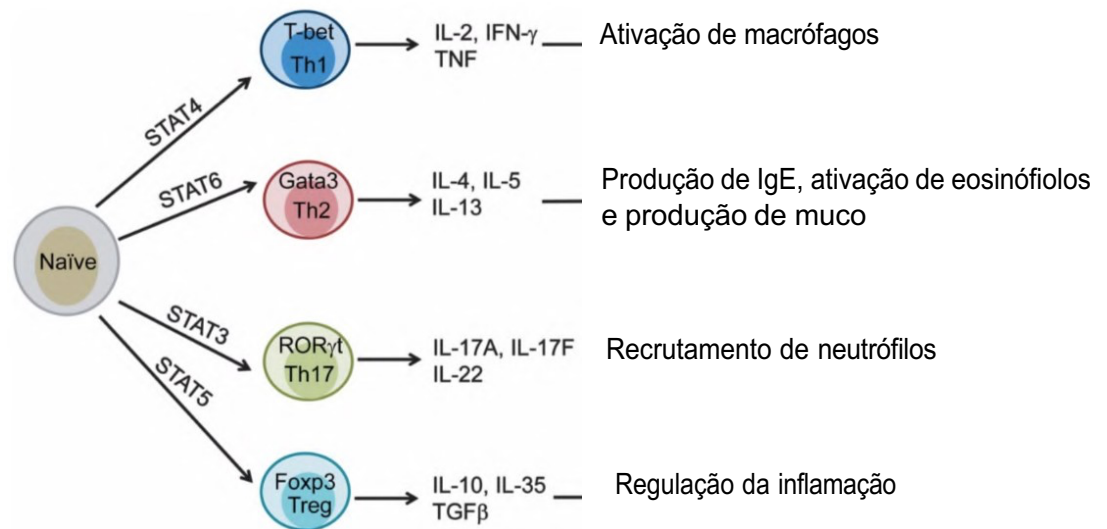 T-bet
Th1
IL-2, IFN-γ
TNF
Ativação de macrófagos
STAT4
STAT6
Gata3
Th2
IL-4, IL-5
IL-13
Produção de IgE, ativação de eosinófiolos
e produção de muco
Naïve
STAT3
STAT5
RORγt
Th17
IL-17A, IL-17F
IL-22
Recrutamento de neutrófilos
Foxp3
Treg
IL-10, IL-35
TGFβ
Regulação da inflamação